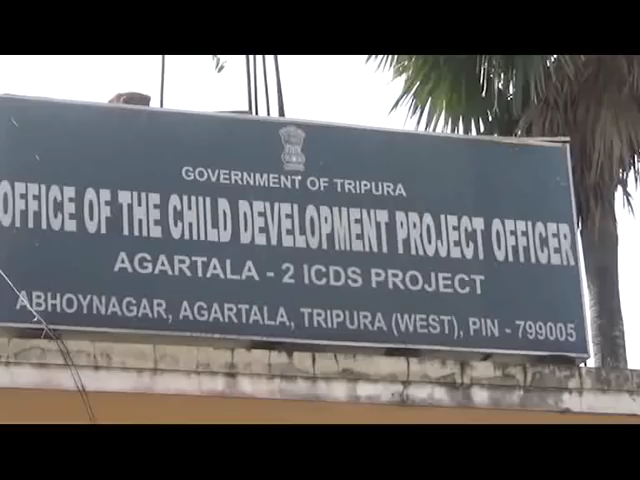 GOVERNMENT OF TRIPURA
OFFICE OF THE CHILD DEVELOPMENT PROJECT OFFICER
AGARTALA - 2 ICDS PROJECT
ABHOYNAGAR, AGARTALA, TRIPURA (WEST), PIN - 799005